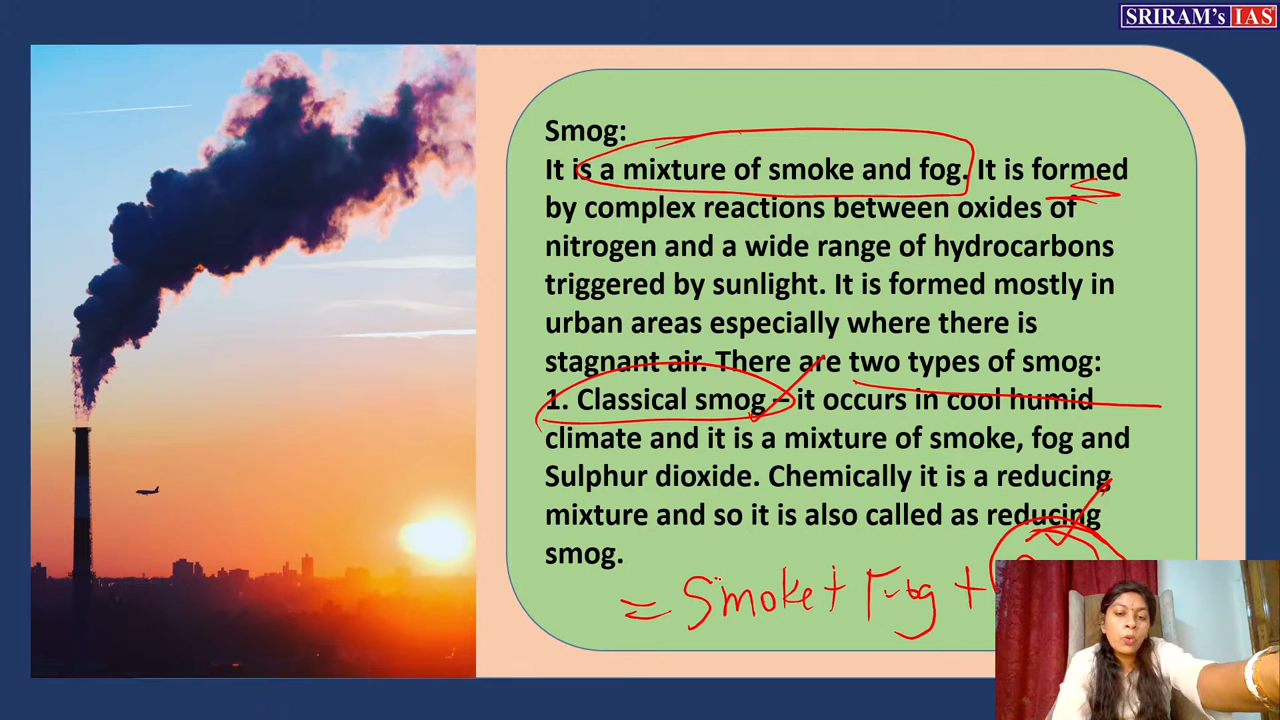 SRIRAM's IAS
Smog:
It is a mixture of smoke and fog. It is formed
by complex reactions between oxides of
nitrogen and a wide range of hydrocarbons
triggered by sunlight. It is formed mostly in
urban areas especially where there is
stagnant air. There are two types of smog:
1. Classical smog – it occurs in cool humid
climate and it is a mixture of smoke, fog and
Sulphur dioxide. Chemically it is a reducing
mixture and so it is also called as reducing
smog.
= Smoke + Fog +